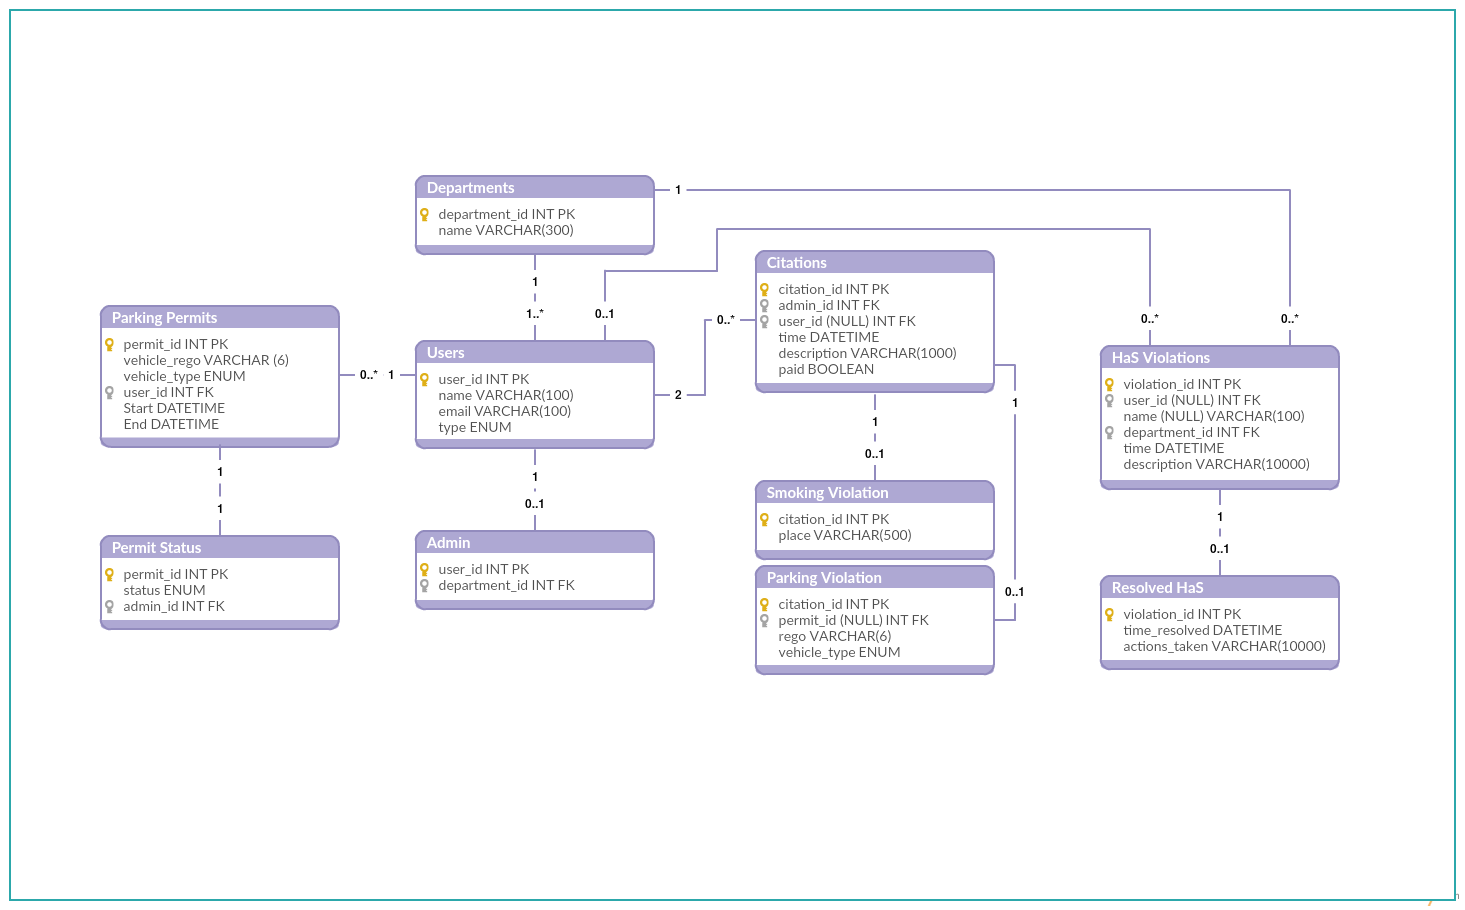 Departments
department_id INT PK
name VARCHAR(300)
1
1
1..*
0..1
Citations
citation_id INT PK
admin_id INT FK
user_id (NULL) INT FK
time DATETIME
description VARCHAR(1000)
paid BOOLEAN
0..*
0..*
0..*
Parking Permits
permit_id INT PK
vehicle_rego VARCHAR (6)
vehicle_type ENUM
user_id INT FK
Start DATETIME
End DATETIME
0..*
1
Users
user_id INT PK
name VARCHAR(100)
email VARCHAR(100)
type ENUM
2
HaS Violations
violation_id INT PK
user_id (NULL) INT FK
name (NULL) VARCHAR(100)
department_id INT FK
time DATETIME
description VARCHAR(10000)
1
1
1
0..1
1
0..1
1
0..1
1
0..1
Permit Status
permit_id INT PK
status ENUM
admin_id INT FK
Admin
user_id INT PK
department_id INT FK
Smoking Violation
citation_id INT PK
place VARCHAR(500)
Parking Violation
citation_id INT PK
permit_id (NULL) INT FK
rego VARCHAR(6)
vehicle_type ENUM
Resolved HaS
violation_id INT PK
time_resolved DATETIME
actions_taken VARCHAR(10000)